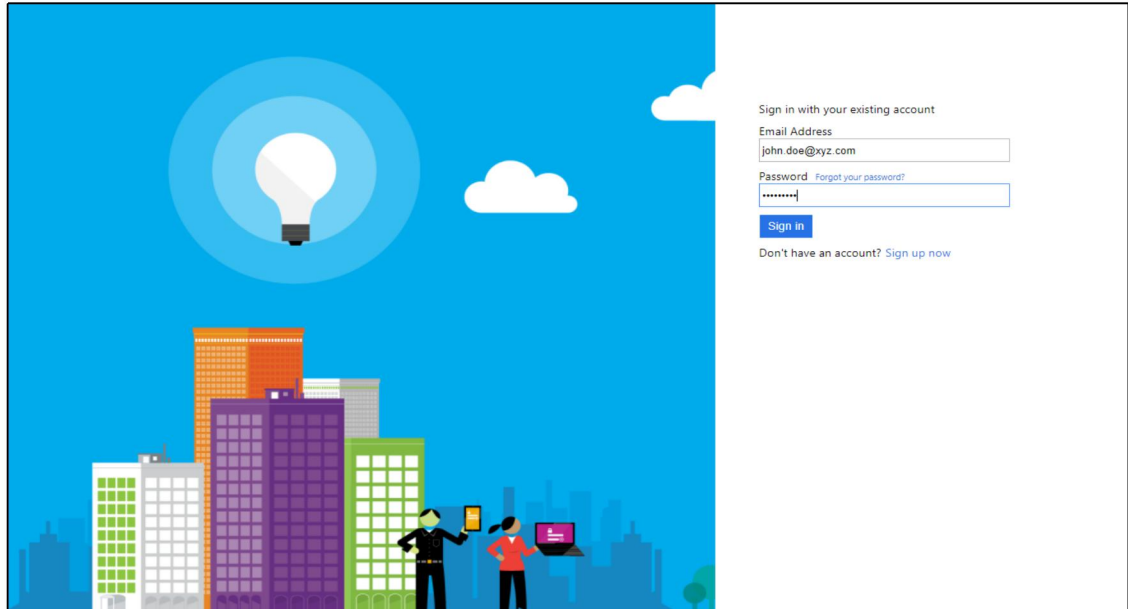 Sign in with your existing account
Email Address
john.doe@xyz.com
Password Forgot your password?
•••••••••
Sign in
Don't have an account? Sign up now